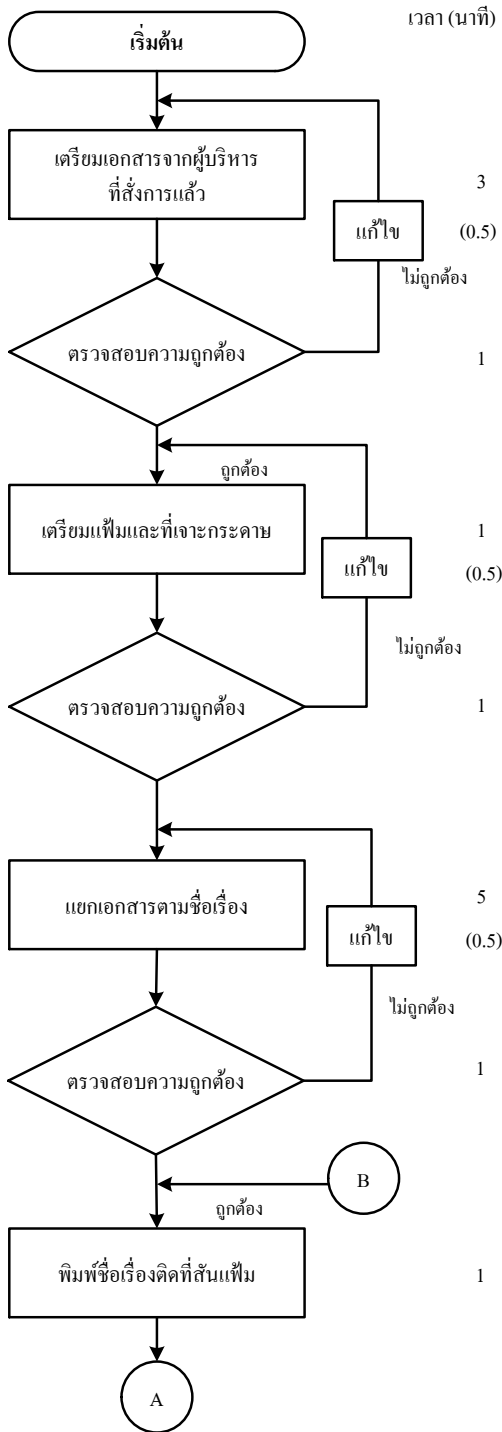 เวลา (นาที)
เริ่มต้น
เตรียมเอกสารจากผู้บริหาร
ที่สั่งการแล้ว
3
แก้ไข
(0.5)
ไม่ถูกต้อง
ตรวจสอบความถูกต้อง
1
ถูกต้อง
เตรียมแฟ้มและที่เจาะกระดาษ
1
แก้ไข
(0.5)
ไม่ถูกต้อง
ตรวจสอบความถูกต้อง
1
แยกเอกสารตามชื่อเรื่อง
5
แก้ไข
(0.5)
ไม่ถูกต้อง
ตรวจสอบความถูกต้อง
1
B
ถูกต้อง
พิมพ์ชื่อเรื่องติดที่สันแฟ้ม
1
A